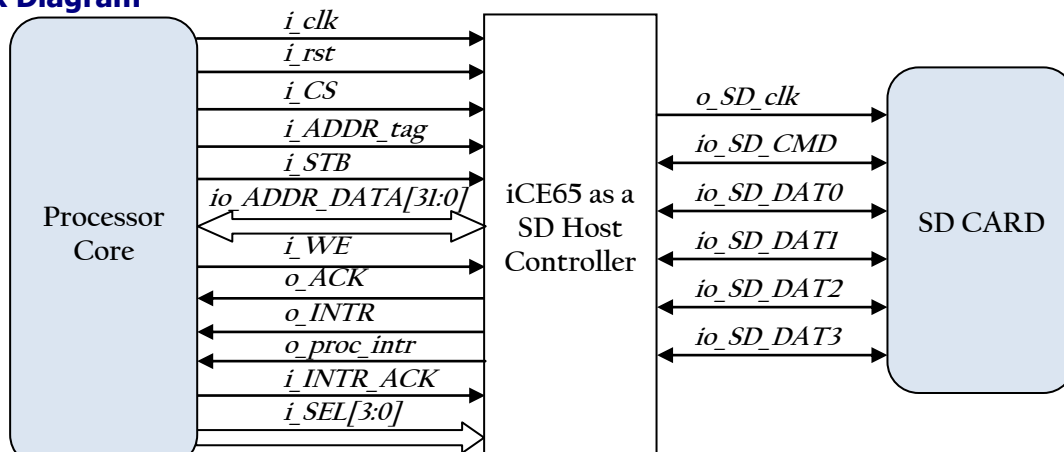 Diagram
i_clk
i_rst
i_CS
i_ADDR_tag
i_STB
io_ADDR_DATA[31:0]
i_WE
o_ACK
o_INTR
o_proc_intr
i_INTR_ACK
i_SEL[3:0]
Processor
Core
iCE65 as a
SD Host
Controller
o_SD_clk
io_SD_CMD
io_SD_DAT0
io_SD_DAT1
io_SD_DAT2
io_SD_DAT3
SD CARD